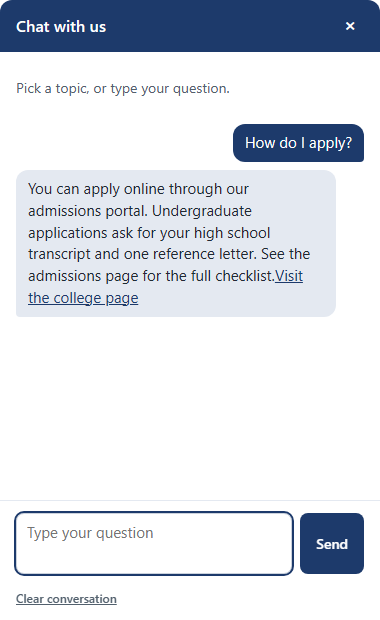 Chat with us
×
Pick a topic, or type your question.
How do I apply?
You can apply online through our
admissions portal. Undergraduate
applications ask for your high school
transcript and one reference letter. See the
admissions page for the full checklist.Visit
the college page
Type your question
Send
Clear conversation